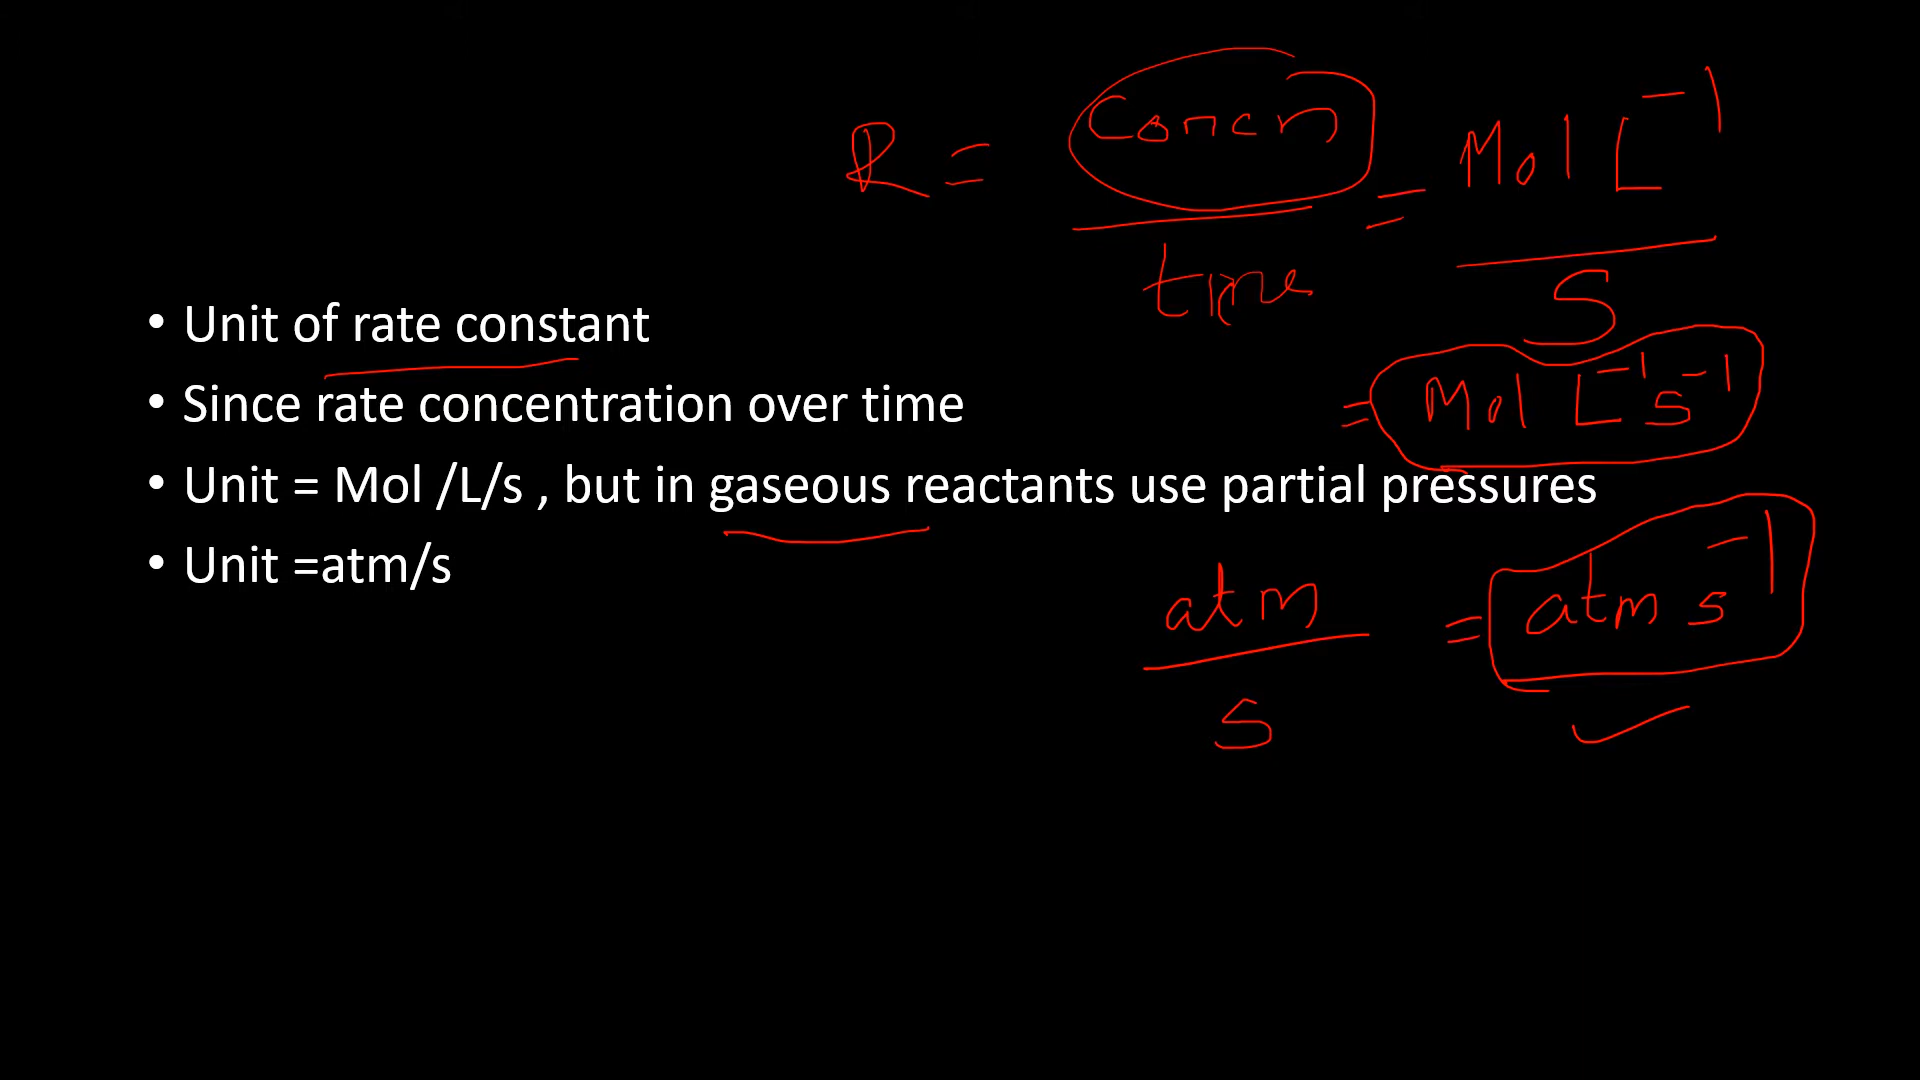 R = Concn / time = Mol L⁻¹ / S
• Unit of rate constant
= Mol L⁻¹ s⁻¹
• Since rate concentration over time
• Unit = Mol /L/s , but in gaseous reactants use partial pressures
• Unit =atm/s
atm / s = atm s⁻¹